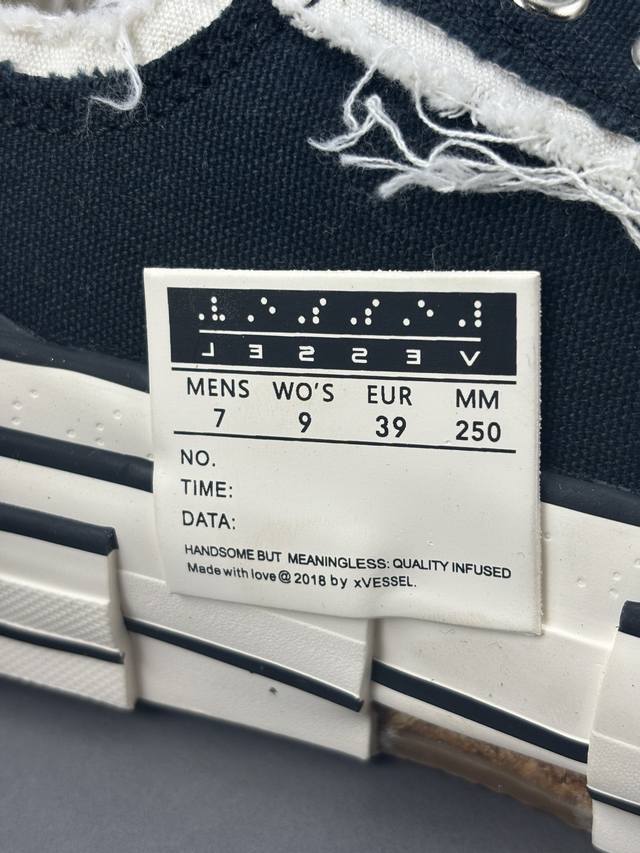 VESSEL
MENS WO'S EUR MM
7 9 39 250
NO.
TIME:
DATA:
HANDSOME BUT MEANINGLESS: QUALITY INFUSED
Made with love @ 2018 by xVESSEL.